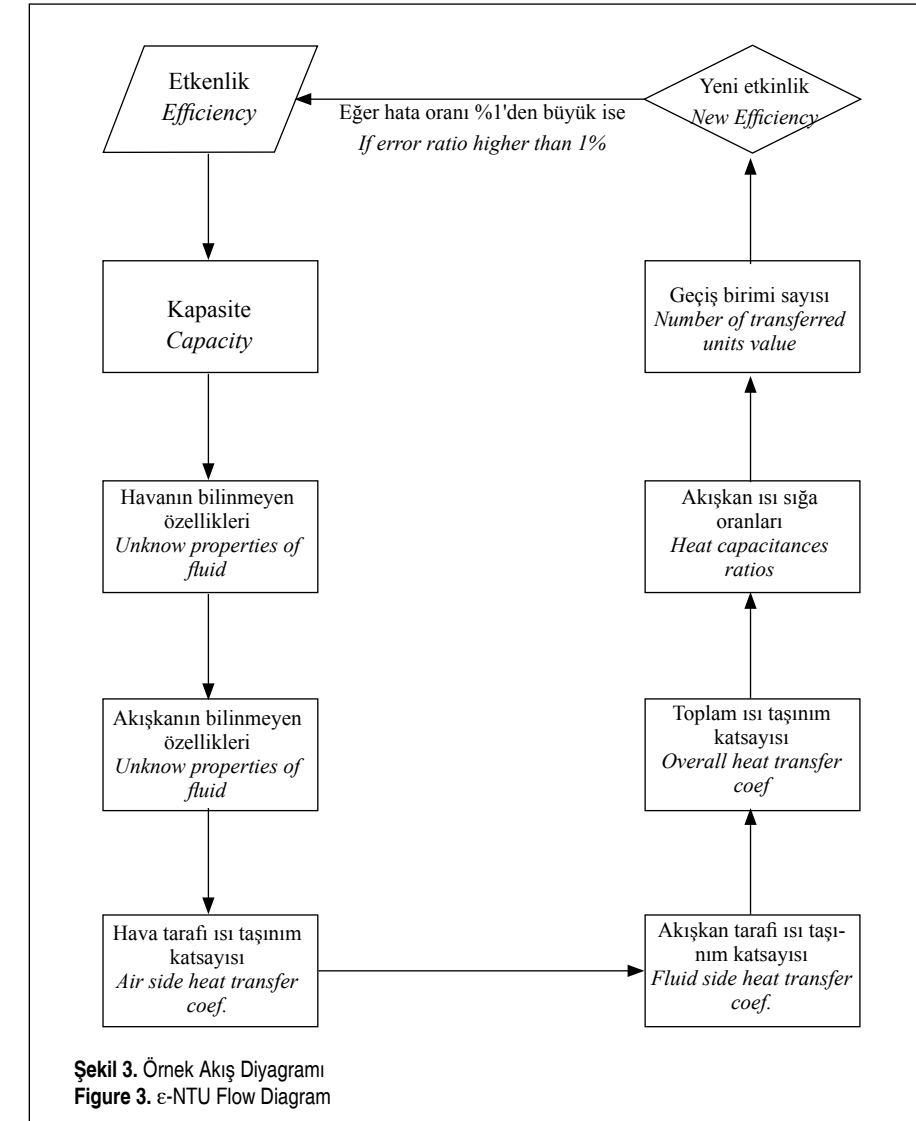 Etkenlik
Efficiency
Eğer hata oranı %1'den büyük ise
If error ratio higher than 1%
Yeni etkinlik
New Efficiency
Kapasite
Capacity
Geçiş birimi sayısı
Number of transferred
units value
Havanın bilinmeyen
özellikleri
Unknow properties of
fluid
Akışkan ısı sığa
oranları
Heat capacitances
ratios
Akışkanın bilinmeyen
özellikleri
Unknow properties of
fluid
Toplam ısı taşınım
katsayısı
Overall heat transfer
coef
Hava tarafı ısı taşınım
katsayısı
Air side heat transfer
coef.
Akışkan tarafı ısı taşı-
nım katsayısı
Fluid side heat transfer
coef.
Şekil 3. Örnek Akış Diyagramı
Figure 3. ε-NTU Flow Diagram